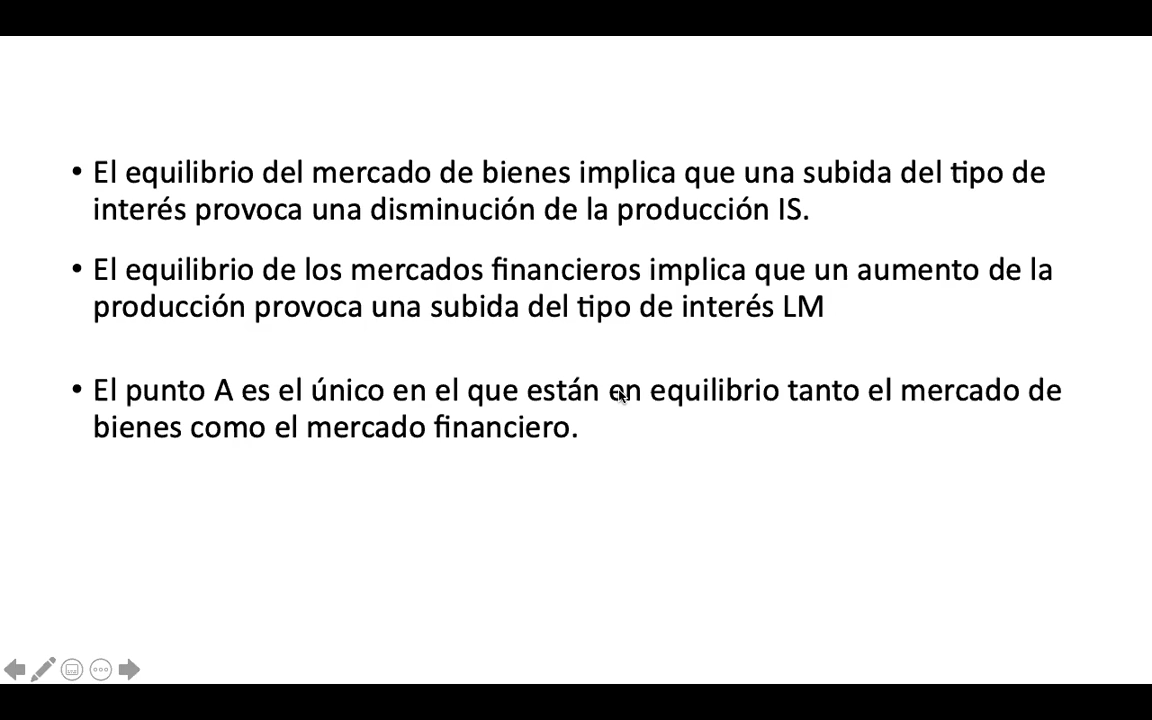 • El equilibrio del mercado de bienes implica que una subida del tipo de
interés provoca una disminución de la producción IS.
• El equilibrio de los mercados financieros implica que un aumento de la
producción provoca una subida del tipo de interés LM
• El punto A es el único en el que están en equilibrio tanto el mercado de
bienes como el mercado financiero.